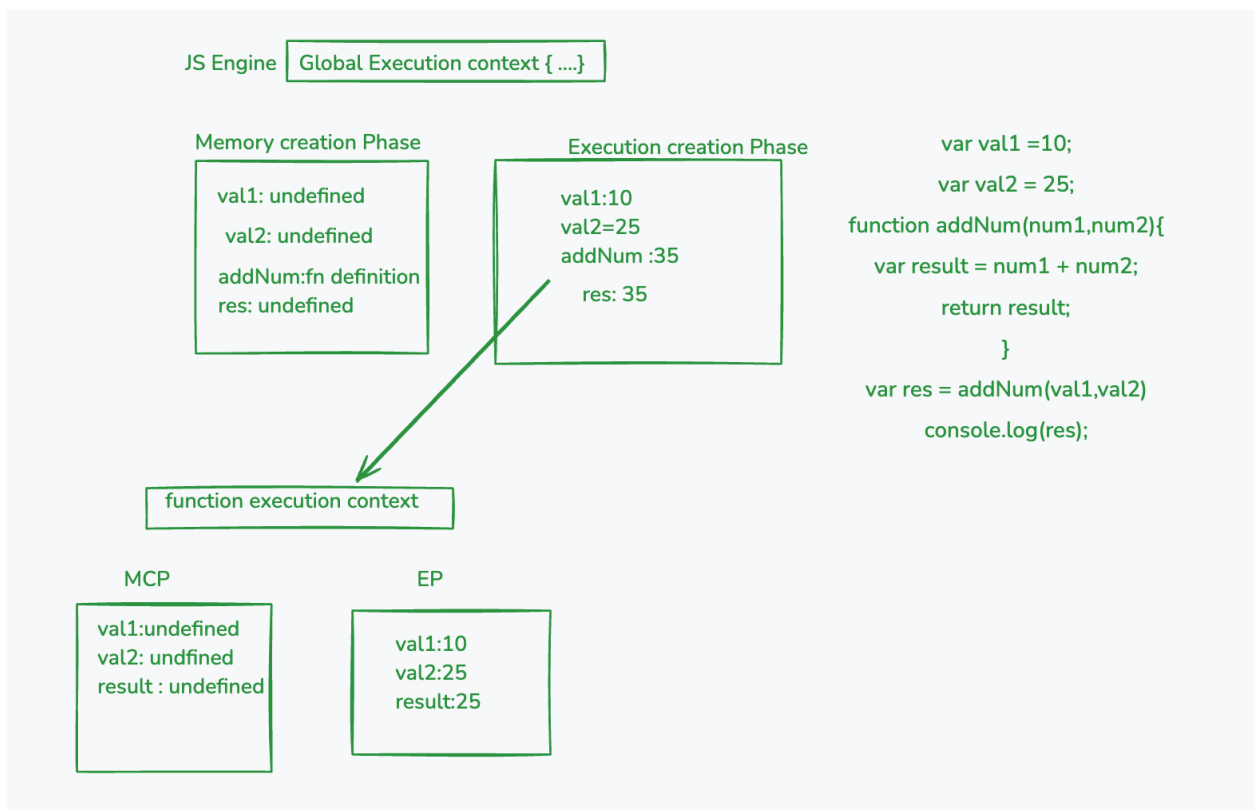 JS Engine
Global Execution context { ....}
Memory creation Phase
val1: undefined
val2: undefined
addNum:fn definition
res: undefined
Execution creation Phase
val1:10
val2=25
addNum :35
res: 35
var val1 =10;
var val2 = 25;
function addNum(num1,num2){
var result = num1 + num2;
return result;
}
var res = addNum(val1,val2)
console.log(res);
function execution context
MCP
val1:undefined
val2: undfined
result : undefined
EP
val1:10
val2:25
result:25